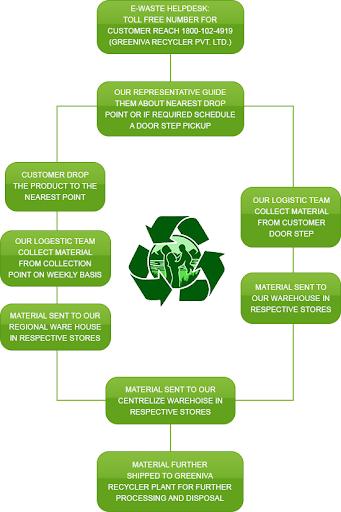 E-WASTE HELPDESK:
TOLL FREE NUMBER FOR
CUSTOMER REACH 1800-102-4919
(GREENIVA RECYCLER PVT. LTD.)
OUR REPRESENTATIVE GUIDE
THEM ABOUT NEAREST DROP
POINT OR IF REQUIRED SCHEDULE
A DOOR STEP PICKUP
CUSTOMER DROP
THE PRODUCT TO THE
NEAREST POINT
OUR LOGESTIC TEAM
COLLECT MATERIAL
FROM COLLECTION
POINT ON WEEKLY BASIS
MATERIAL SENT TO OUR
REGIONAL WARE HOUSE
IN RESPECTIVE STORES
OUR LOGISTIC TEAM
COLLECT MATERIAL
FROM CUSTOMER
DOOR STEP
MATERIAL SENT TO
OUR WAREHOUSE IN
RESPECTIVE STORES
MATERIAL SENT TO OUR
CENTRELIZE WARHOISE IN
RESPECTIVE STORES
MATERIAL FURTHER
SHIPPED TO GREENIVA
RECYCLER PLANT FOR FURTHER
PROCESSING AND DISPOSAL